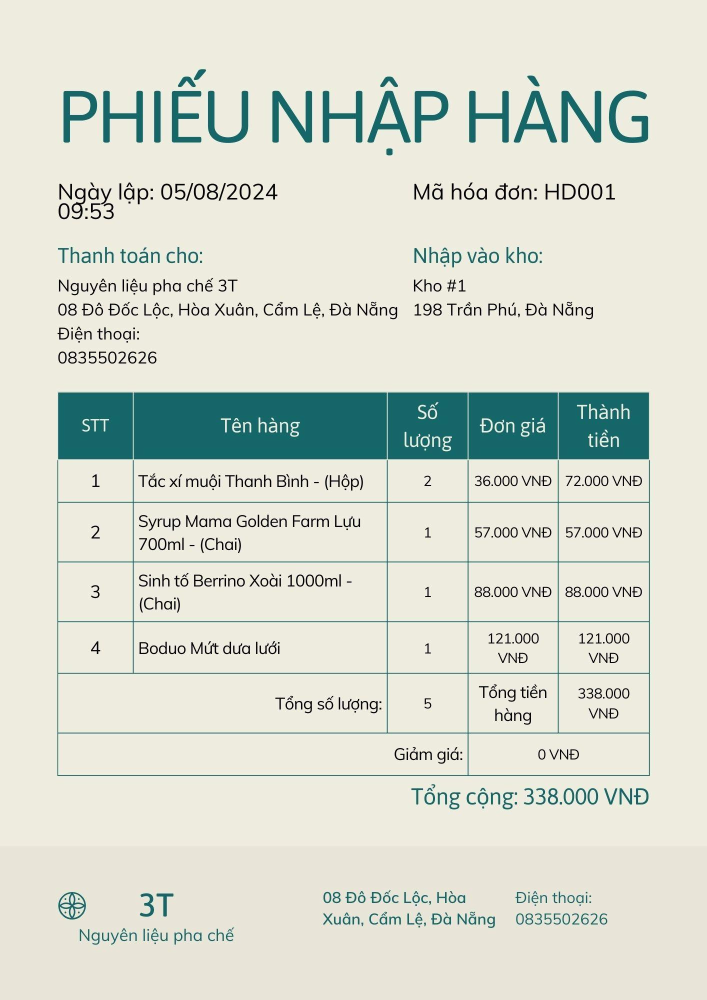 PHIẾU NHẬP HÀNG
Ngày lập: 05/08/2024
09:53
Mã hóa đơn: HD001
Thanh toán cho:
Nguyên liệu pha chế 3T
08 Đô Đốc Lộc, Hòa Xuân, Cẩm Lệ, Đà Nẵng
Điện thoại:
0835502626
Nhập vào kho:
Kho #1
198 Trần Phú, Đà Nẵng
STT Tên hàng Số lượng Đơn giá Thành tiền
1 Tắc xí muội Thanh Bình - (Hộp) 2 36.000 VNĐ 72.000 VNĐ
2 Syrup Mama Golden Farm Lựu
700ml - (Chai) 1 57.000 VNĐ 57.000 VNĐ
3 Sinh tố Berrino Xoài 1000ml -
(Chai) 1 88.000 VNĐ 88.000 VNĐ
4 Boduo Mứt dưa lưới 1 121.000 VNĐ 121.000 VNĐ
Tổng số lượng: 5 Tổng tiền hàng 338.000 VNĐ
Giảm giá: 0 VNĐ
Tổng cộng: 338.000 VNĐ
3T
Nguyên liệu pha chế
08 Đô Đốc Lộc, Hòa
Xuân, Cẩm Lệ, Đà Nẵng
Điện thoại:
0835502626